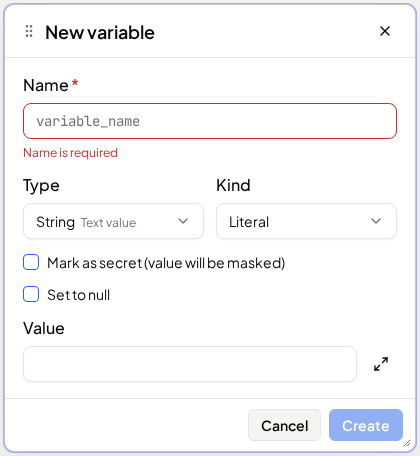 New variable
Name *
variable_name
Name is required
Type Kind
String Text value Literal
Mark as secret (value will be masked)
Set to null
Value
Cancel Create